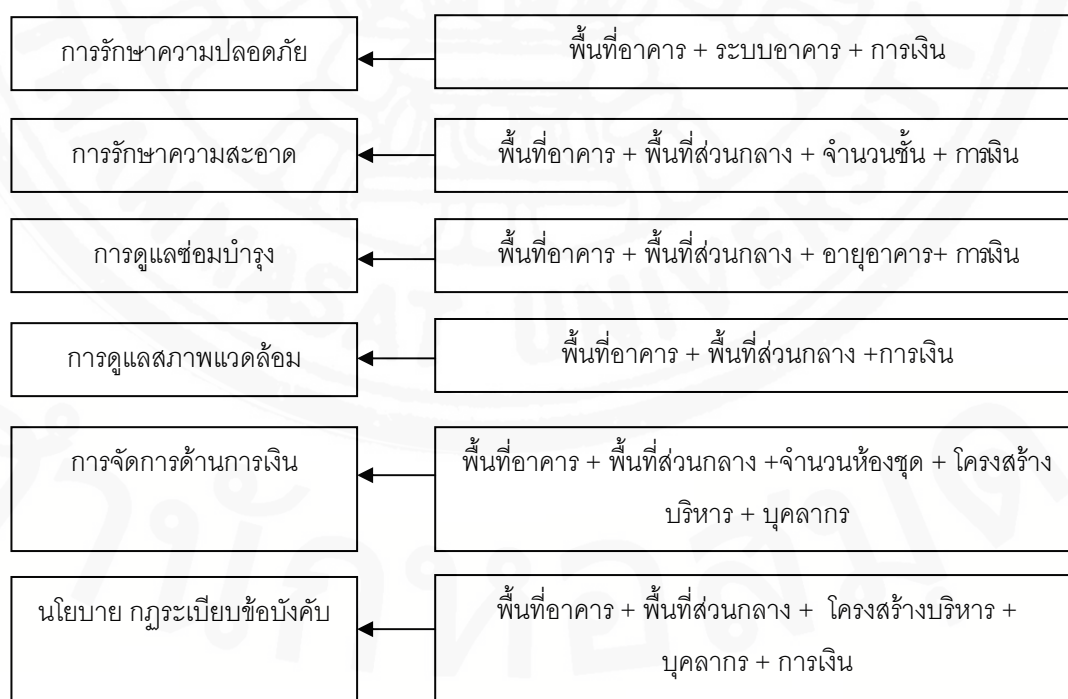 การรักษาความปลอดภัย
พื้นที่อาคาร + ระบบอาคาร + การเงิน
การรักษาความสะอาด
พื้นที่อาคาร + พื้นที่ส่วนกลาง + จำนวนชั้น + การเงิน
การดูแลซ่อมบำรุง
พื้นที่อาคาร + พื้นที่ส่วนกลาง + อายุอาคาร+ การเงิน
การดูแลสภาพแวดล้อม
พื้นที่อาคาร + พื้นที่ส่วนกลาง +การเงิน
การจัดการด้านการเงิน
พื้นที่อาคาร + พื้นที่ส่วนกลาง +จำนวนห้องชุด + โครงสร้าง
บริหาร + บุคลากร
นโยบาย กฎระเบียบข้อบังคับ
พื้นที่อาคาร + พื้นที่ส่วนกลาง + โครงสร้างบริหาร +
บุคลากร + การเงิน